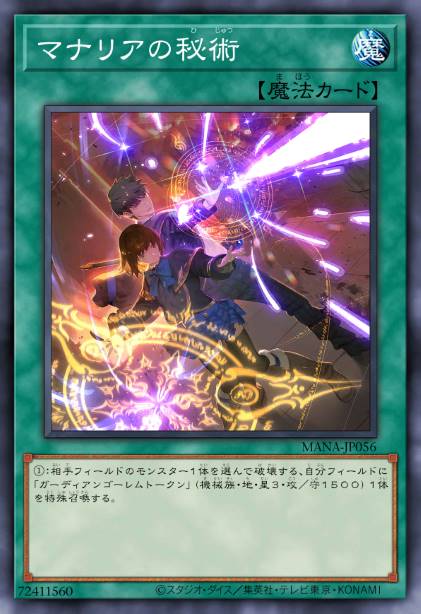 マナリアの秘術
魔
【魔法カード】
MANA-JP056
①:相手フィールドのモンスター1体を選んで破壊する、自分フィールドに
「ガーディアンゴーレムトークン」(機械族・地・星3・攻/守1500)1体
を特殊召喚する。
72411560
©スタジオ・ダイス/集英社・テレビ東京・KONAMI